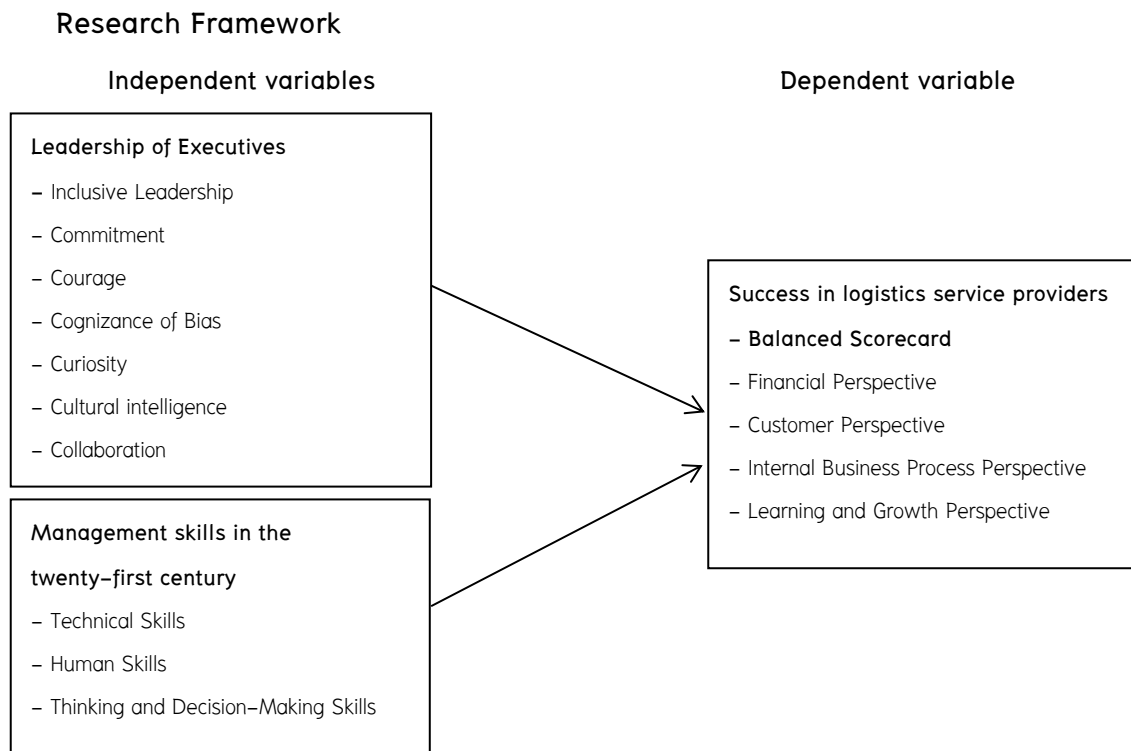 Research Framework
Independent variables
Dependent variable
Leadership of Executives
– Inclusive Leadership
– Commitment
– Courage
– Cognizance of Bias
– Curiosity
– Cultural intelligence
– Collaboration
Management skills in the
twenty–first century
– Technical Skills
– Human Skills
– Thinking and Decision–Making Skills
Success in logistics service providers
– Balanced Scorecard
– Financial Perspective
– Customer Perspective
– Internal Business Process Perspective
– Learning and Growth Perspective